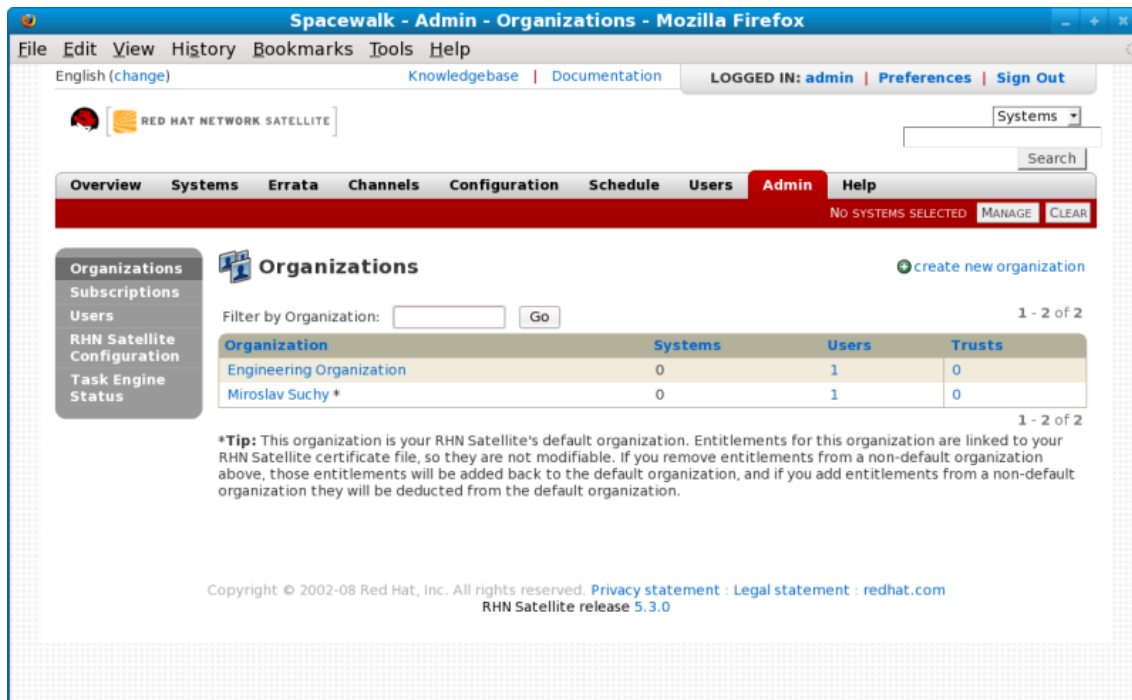 Spacewalk - Admin - Organizations - Mozilla Firefox
File Edit View History Bookmarks Tools Help
English (change) Knowledgebase | Documentation LOGGED IN: admin | Preferences | Sign Out
RED HAT NETWORK SATELLITE
Systems
Search
Overview Systems Errata Channels Configuration Schedule Users Admin Help
NO SYSTEMS SELECTED MANAGE CLEAR
Organizations
Subscriptions
Users
RHN Satellite
Configuration
Task Engine
Status
Organizations
create new organization
Filter by Organization: Go 1 - 2 of 2
Organization Systems Users Trusts
Engineering Organization 0 1 0
Miroslav Suchy * 0 1 0
1 - 2 of 2
*Tip: This organization is your RHN Satellite's default organization. Entitlements for this organization are linked to your
RHN Satellite certificate file, so they are not modifiable. If you remove entitlements from a non-default organization
above, those entitlements will be added back to the default organization, and if you add entitlements from a non-default
organization they will be deducted from the default organization.
Copyright © 2002-08 Red Hat, Inc. All rights reserved. Privacy statement : Legal statement : redhat.com
RHN Satellite release 5.3.0